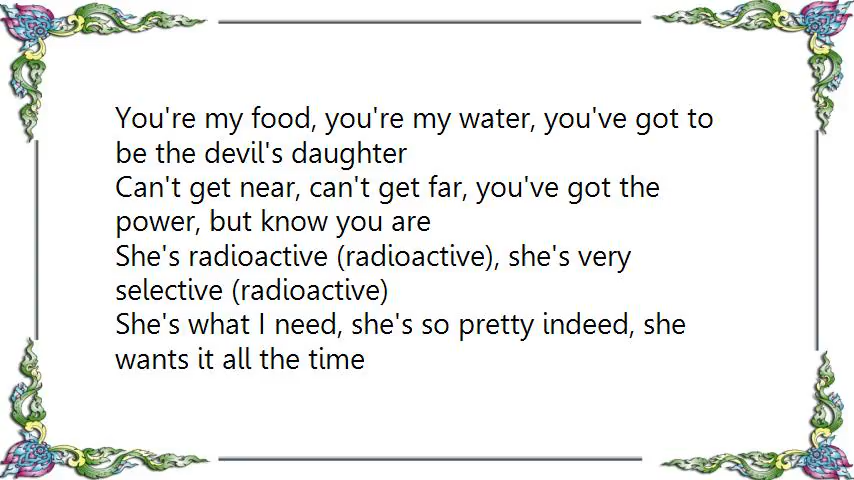 You're my food, you're my water, you've got to
be the devil's daughter
Can't get near, can't get far, you've got the
power, but know you are
She's radioactive (radioactive), she's very
selective (radioactive)
She's what I need, she's so pretty indeed, she
wants it all the time